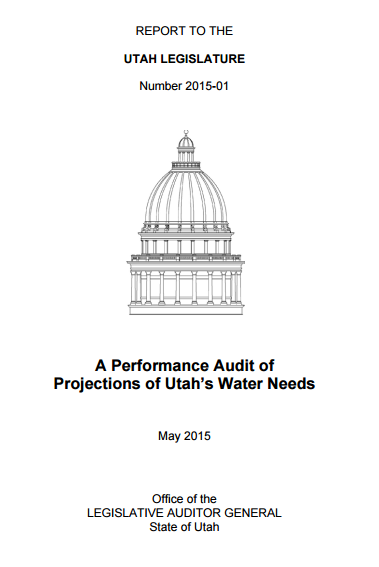 REPORT TO THE
UTAH LEGISLATURE
Number 2015-01
A Performance Audit of
Projections of Utah's Water Needs
May 2015
Office of the
LEGISLATIVE AUDITOR GENERAL
State of Utah